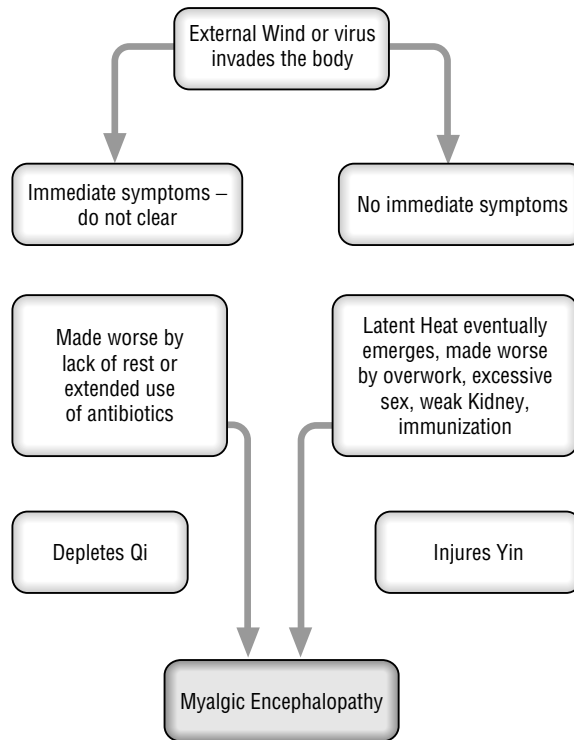 External Wind or virus
invades the body
Immediate symptoms –
do not clear
No immediate symptoms
Made worse by
lack of rest or
extended use
of antibiotics
Latent Heat eventually
emerges, made worse
by overwork, excessive
sex, weak Kidney,
immunization
Depletes Qi
Injures Yin
Myalgic Encephalopathy